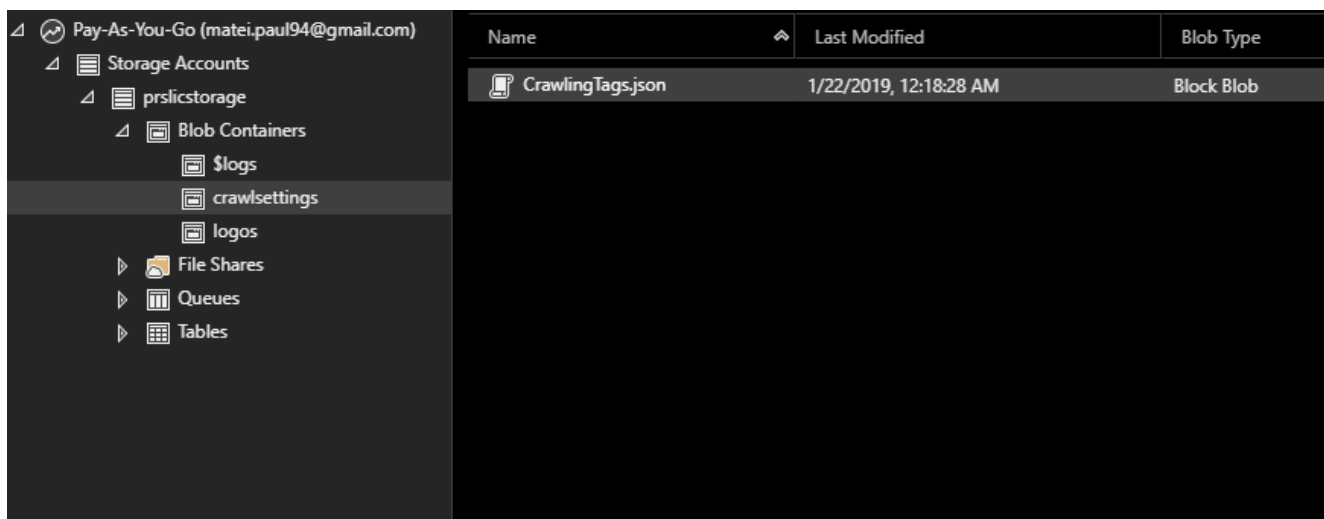 Pay-As-You-Go (matei.paul94@gmail.com)
Storage Accounts
prslicstorage
Blob Containers
$logs
crawlsettings
logos
File Shares
Queues
Tables
Name Last Modified Blob Type
CrawlingTags.json 1/22/2019, 12:18:28 AM Block Blob